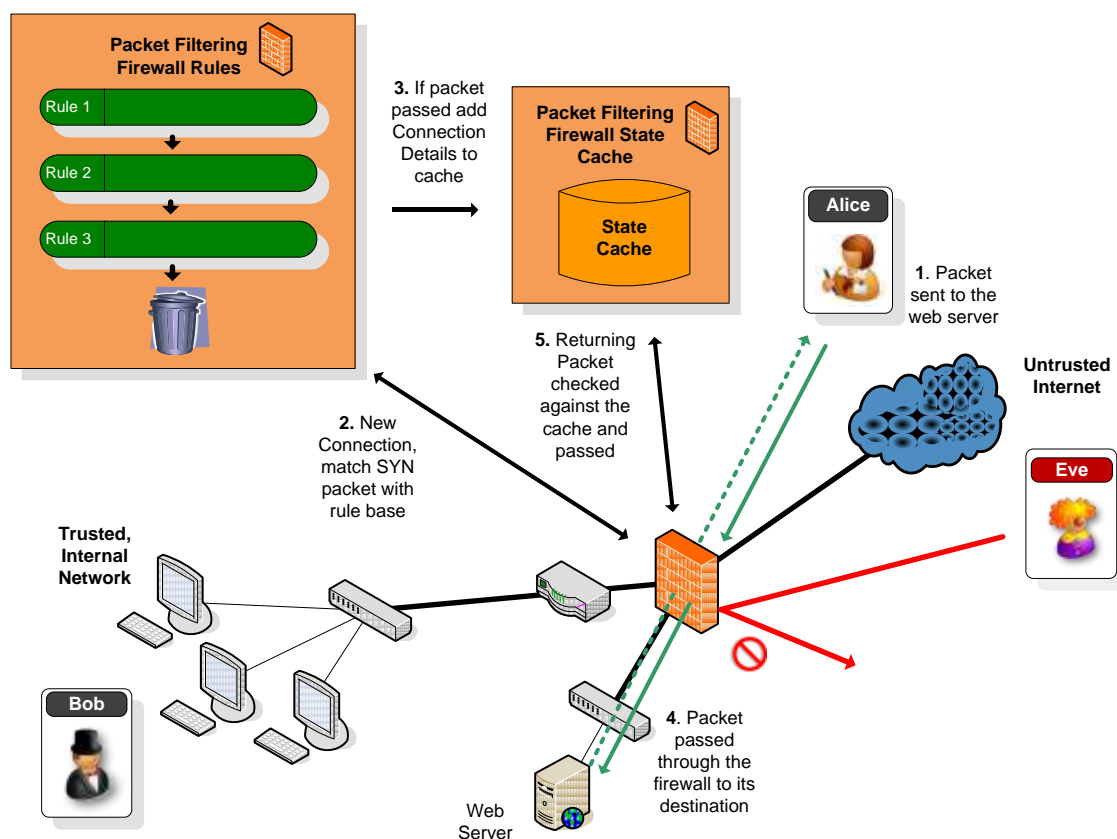 Packet Filtering
Firewall Rules
Rule 1
Rule 2
Rule 3
3. If packet
passed add
Connection
Details to
cache
Packet Filtering
Firewall State
Cache
State
Cache
Alice
1. Packet
sent to the
web server
Untrusted
Internet
Eve
5. Returning
Packet
checked
against the
cache and
passed
2. New
Connection,
match SYN
packet with
rule base
Trusted,
Internal
Network
Bob
4. Packet
passed
through the
firewall to its
destination
Web
Server